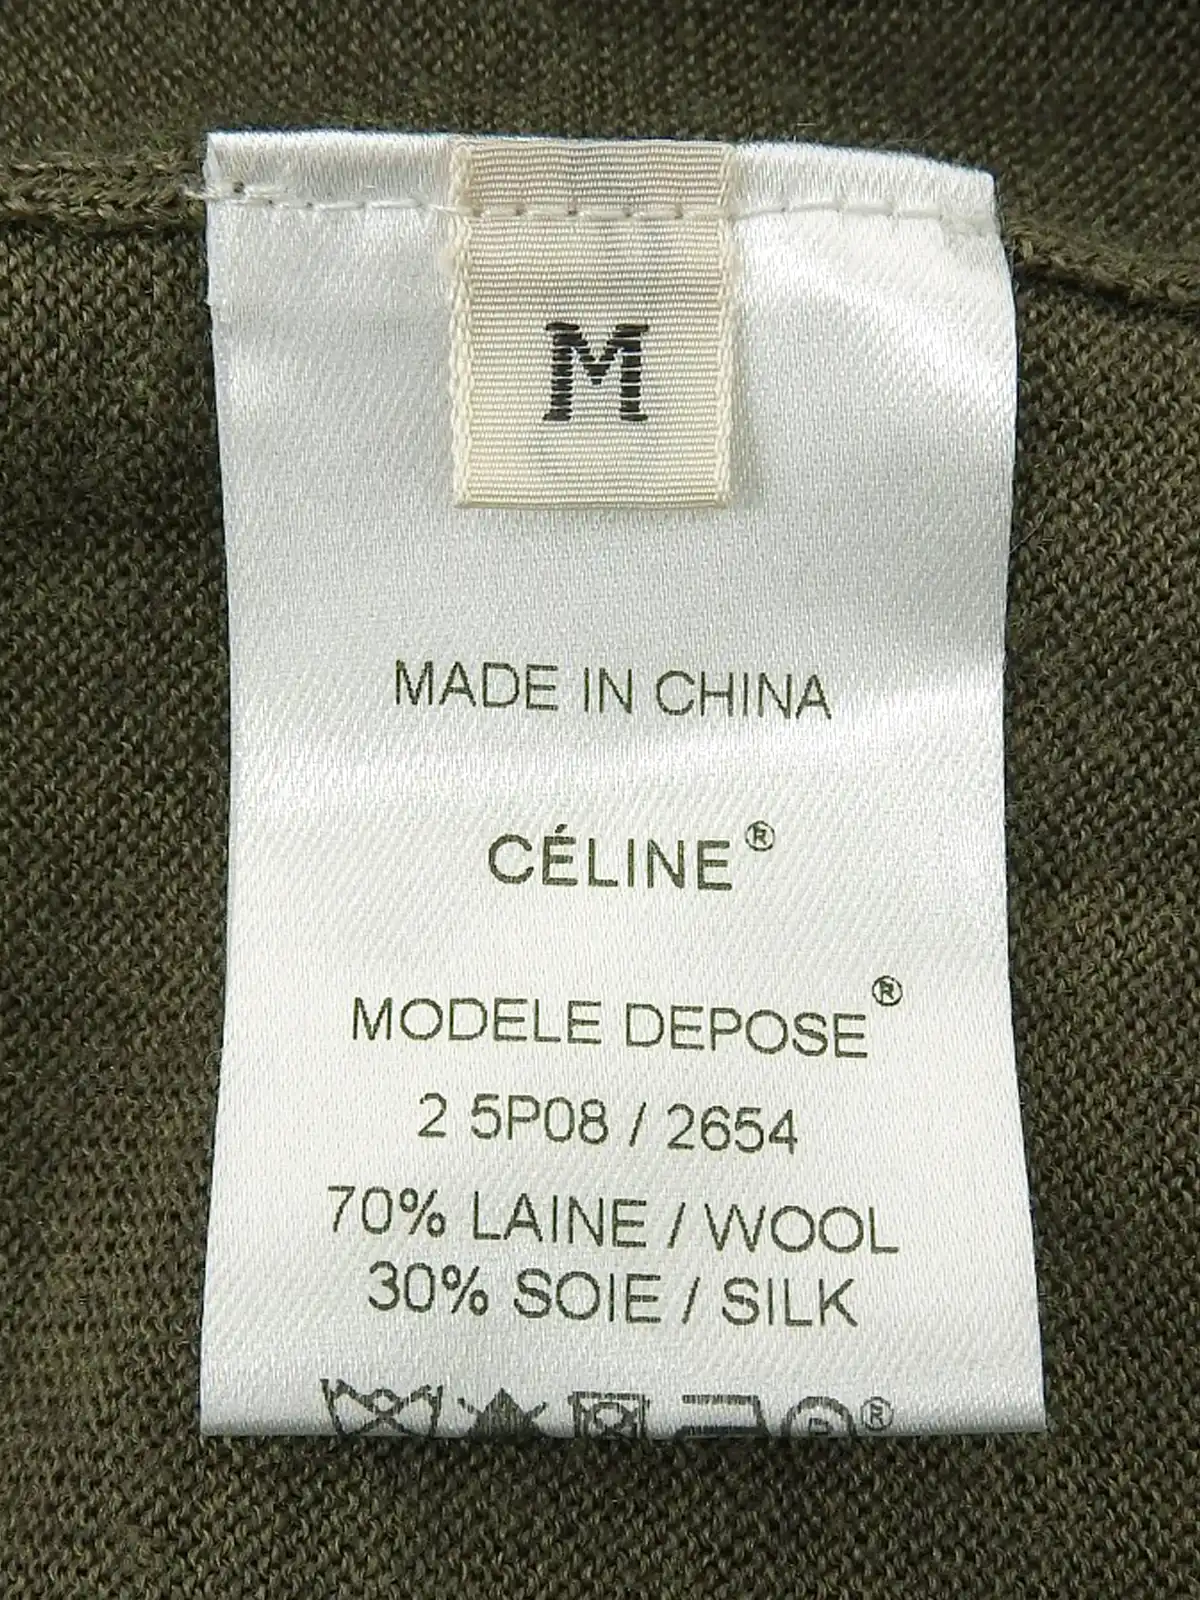 M
MADE IN CHINA
CÉLINE®
MODELE DEPOSE®
2 5P08 / 2654
70% LAINE / WOOL
30% SOIE / SILK
P ®